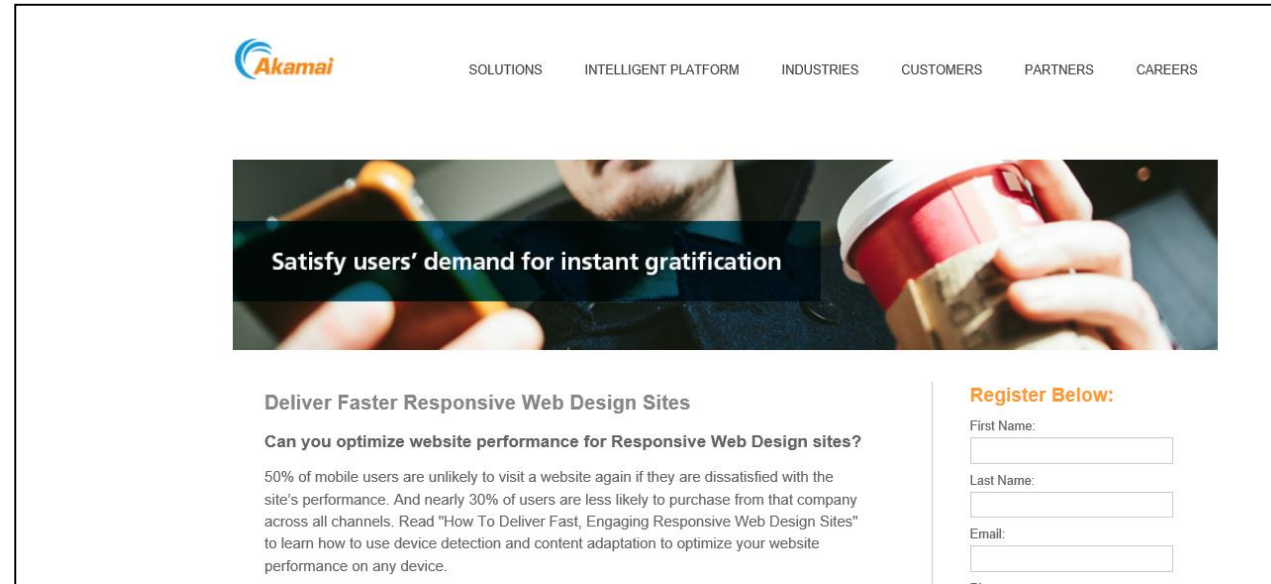 Akamai
SOLUTIONS
INTELLIGENT PLATFORM
INDUSTRIES
CUSTOMERS
PARTNERS
CAREERS
Satisfy users’ demand for instant gratification
Deliver Faster Responsive Web Design Sites
Can you optimize website performance for Responsive Web Design sites?
50% of mobile users are unlikely to visit a website again if they are dissatisfied with the
site's performance. And nearly 30% of users are less likely to purchase from that company
across all channels. Read "How To Deliver Fast, Engaging Responsive Web Design Sites"
to learn how to use device detection and content adaptation to optimize your website
performance on any device.
Register Below:
First Name:
Last Name:
Email: